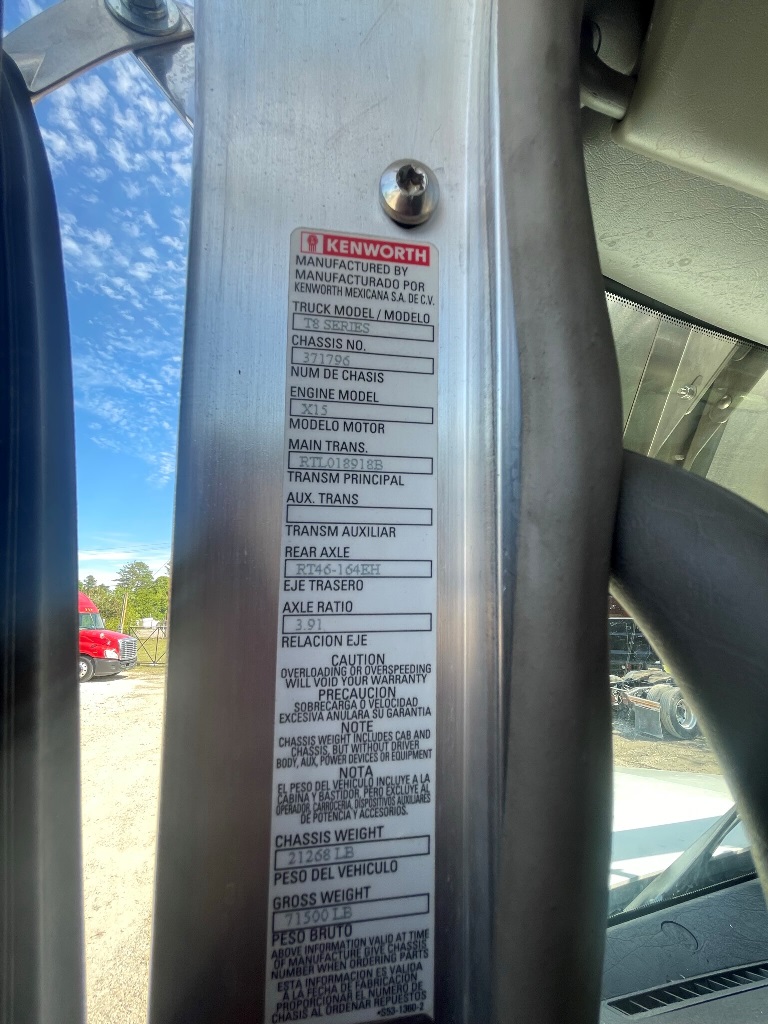 KENWORTH
MANUFACTURED BY
MANUFACTURADO POR
KENWORTH MEXICANA S.A. DE C.V.
TRUCK MODEL / MODELO
T8 SERIES
CHASSIS NO.
371796
NUM DE CHASIS
ENGINE MODEL
X15
MODELO MOTOR
MAIN TRANS.
RTLO18918B
TRANSM PRINCIPAL
AUX. TRANS
TRANSM AUXILIAR
REAR AXLE
RT46-164EH
EJE TRASERO
AXLE RATIO
3.91
RELACION EJE
CAUTION
OVERLOADING OR OVERSPEEDING
WILL VOID YOUR WARRANTY
PRECAUCION
SOBRECARGA O VELOCIDAD
EXCESIVA ANULARA SU GARANTIA
NOTE
CHASSIS WEIGHT INCLUDES CAB AND
CHASSIS, BUT WITHOUT DRIVER
BODY, AUX, POWER DEVICES OR EQUIPMENT
NOTA
EL PESO DEL VEHICULO INCLUYE A LA
CABINA Y BASTIDOR, PERO EXCLUYE AL
OPERADOR, CARROCERIA, DISPOSITIVOS AUXILIARES
DE POTENCIA Y ACCESORIOS.
CHASSIS WEIGHT
21268 LB
PESO DEL VEHICULO
GROSS WEIGHT
71500 LB
PESO BRUTO
ABOVE INFORMATION VALID AT TIME
OF MANUFACTURE GIVE CHASSIS
NUMBER WHEN ORDERING PARTS
ESTA INFORMACION ES VALIDA
A LA FECHA DE FABRICACION
PROPORCIONAR EL NUMERO DE
CHASIS AL ORDENAR REPUESTOS
*S53-1360-2